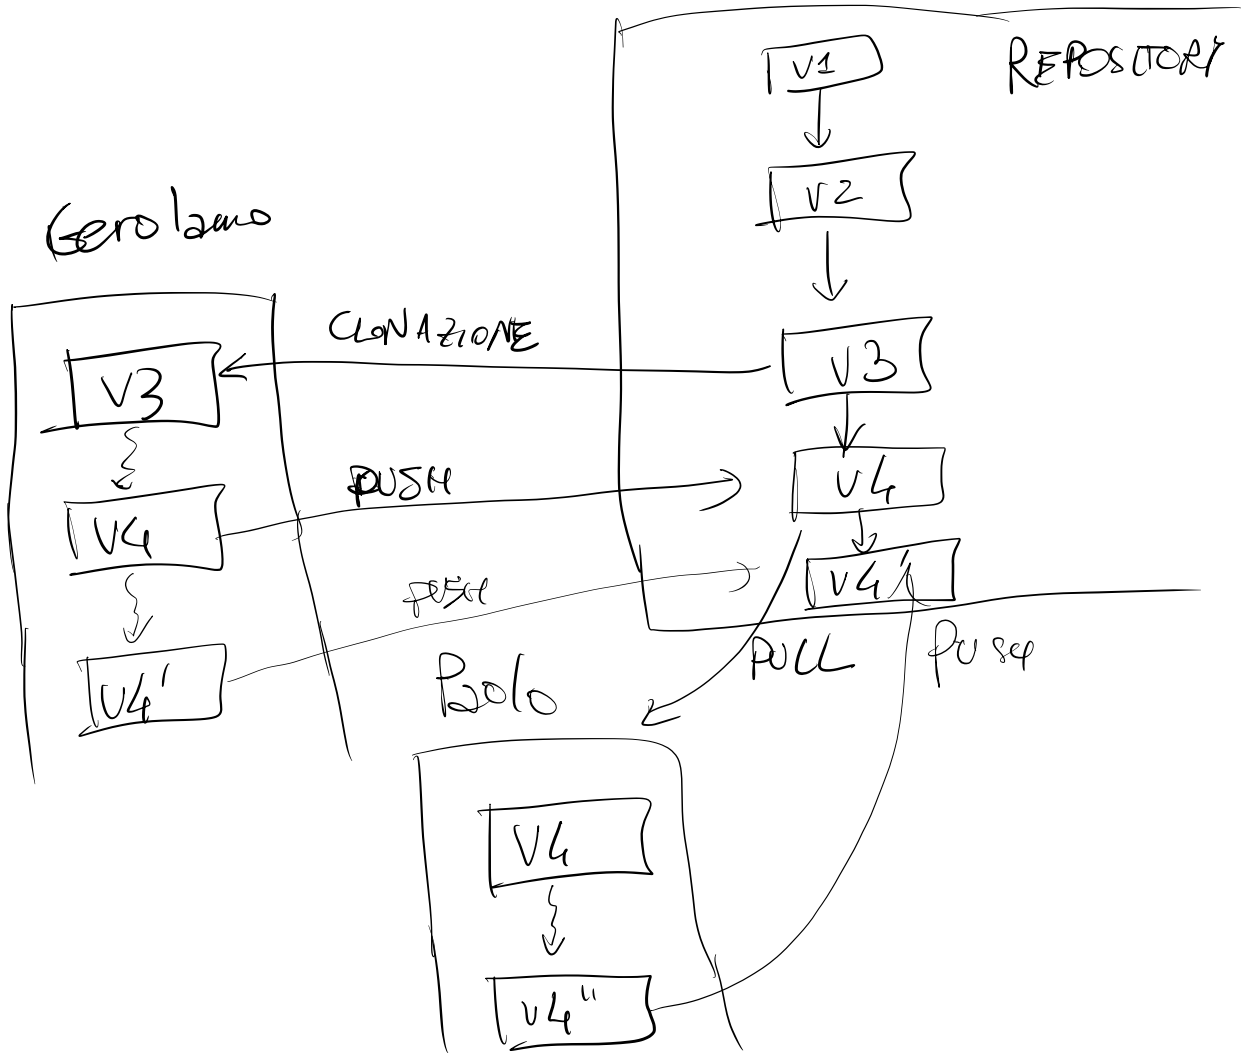 REPOSITORY
V1
V2
V3
V4
V4'
Gerolamo
V3
V4
V4'
CLONAZIONE
PUSH
PUSH
PULL
PUSH
Paolo
V4
V4"